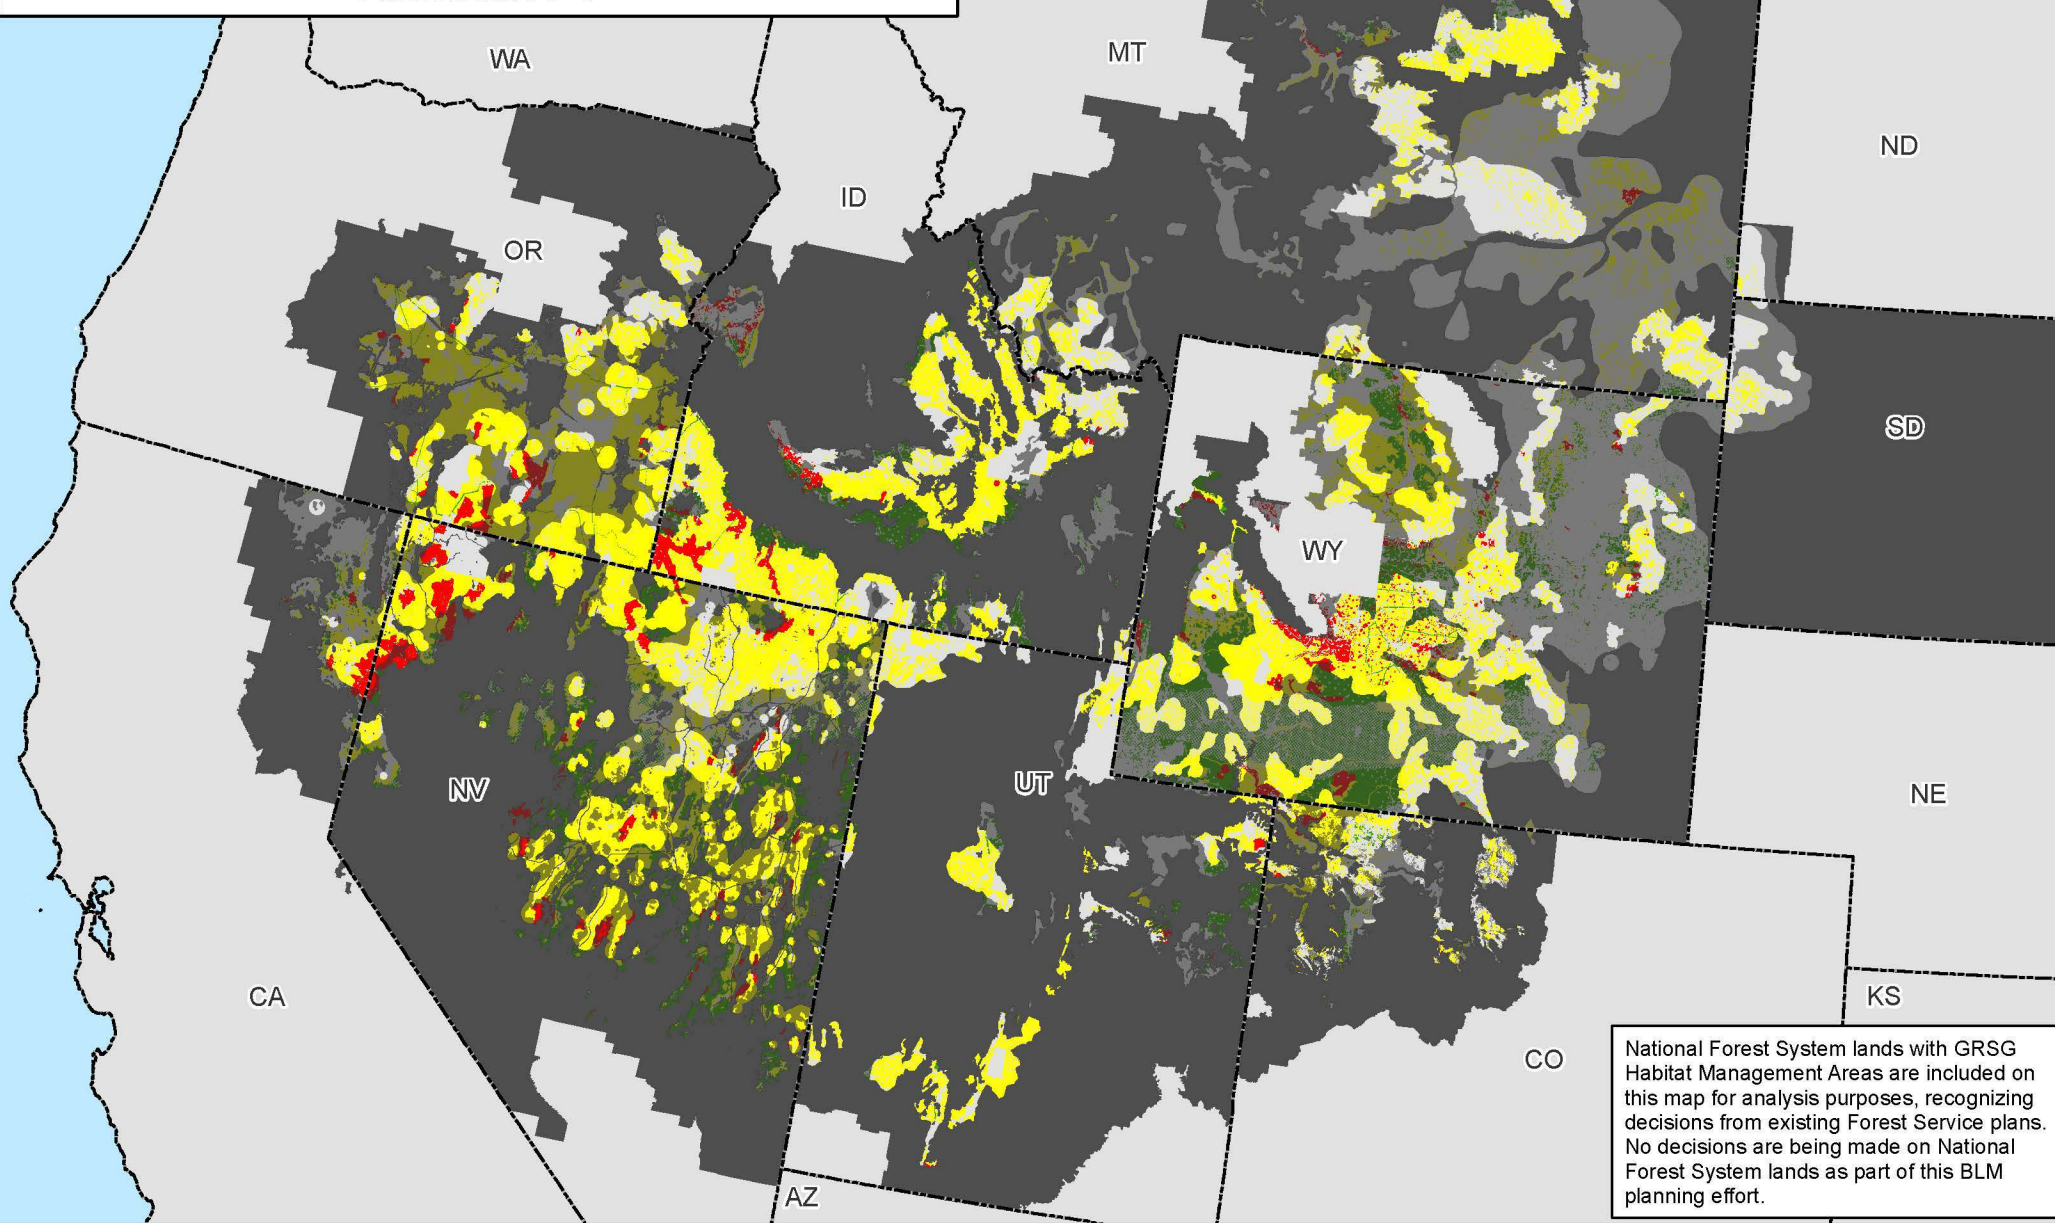 WA
MT
ND
ID
OR
SD
WY
NV
UT
NE
CA
KS
CO
AZ
National Forest System lands with GRSG
Habitat Management Areas are included on
this map for analysis purposes, recognizing
decisions from existing Forest Service plans.
No decisions are being made on National
Forest System lands as part of this BLM
planning effort.